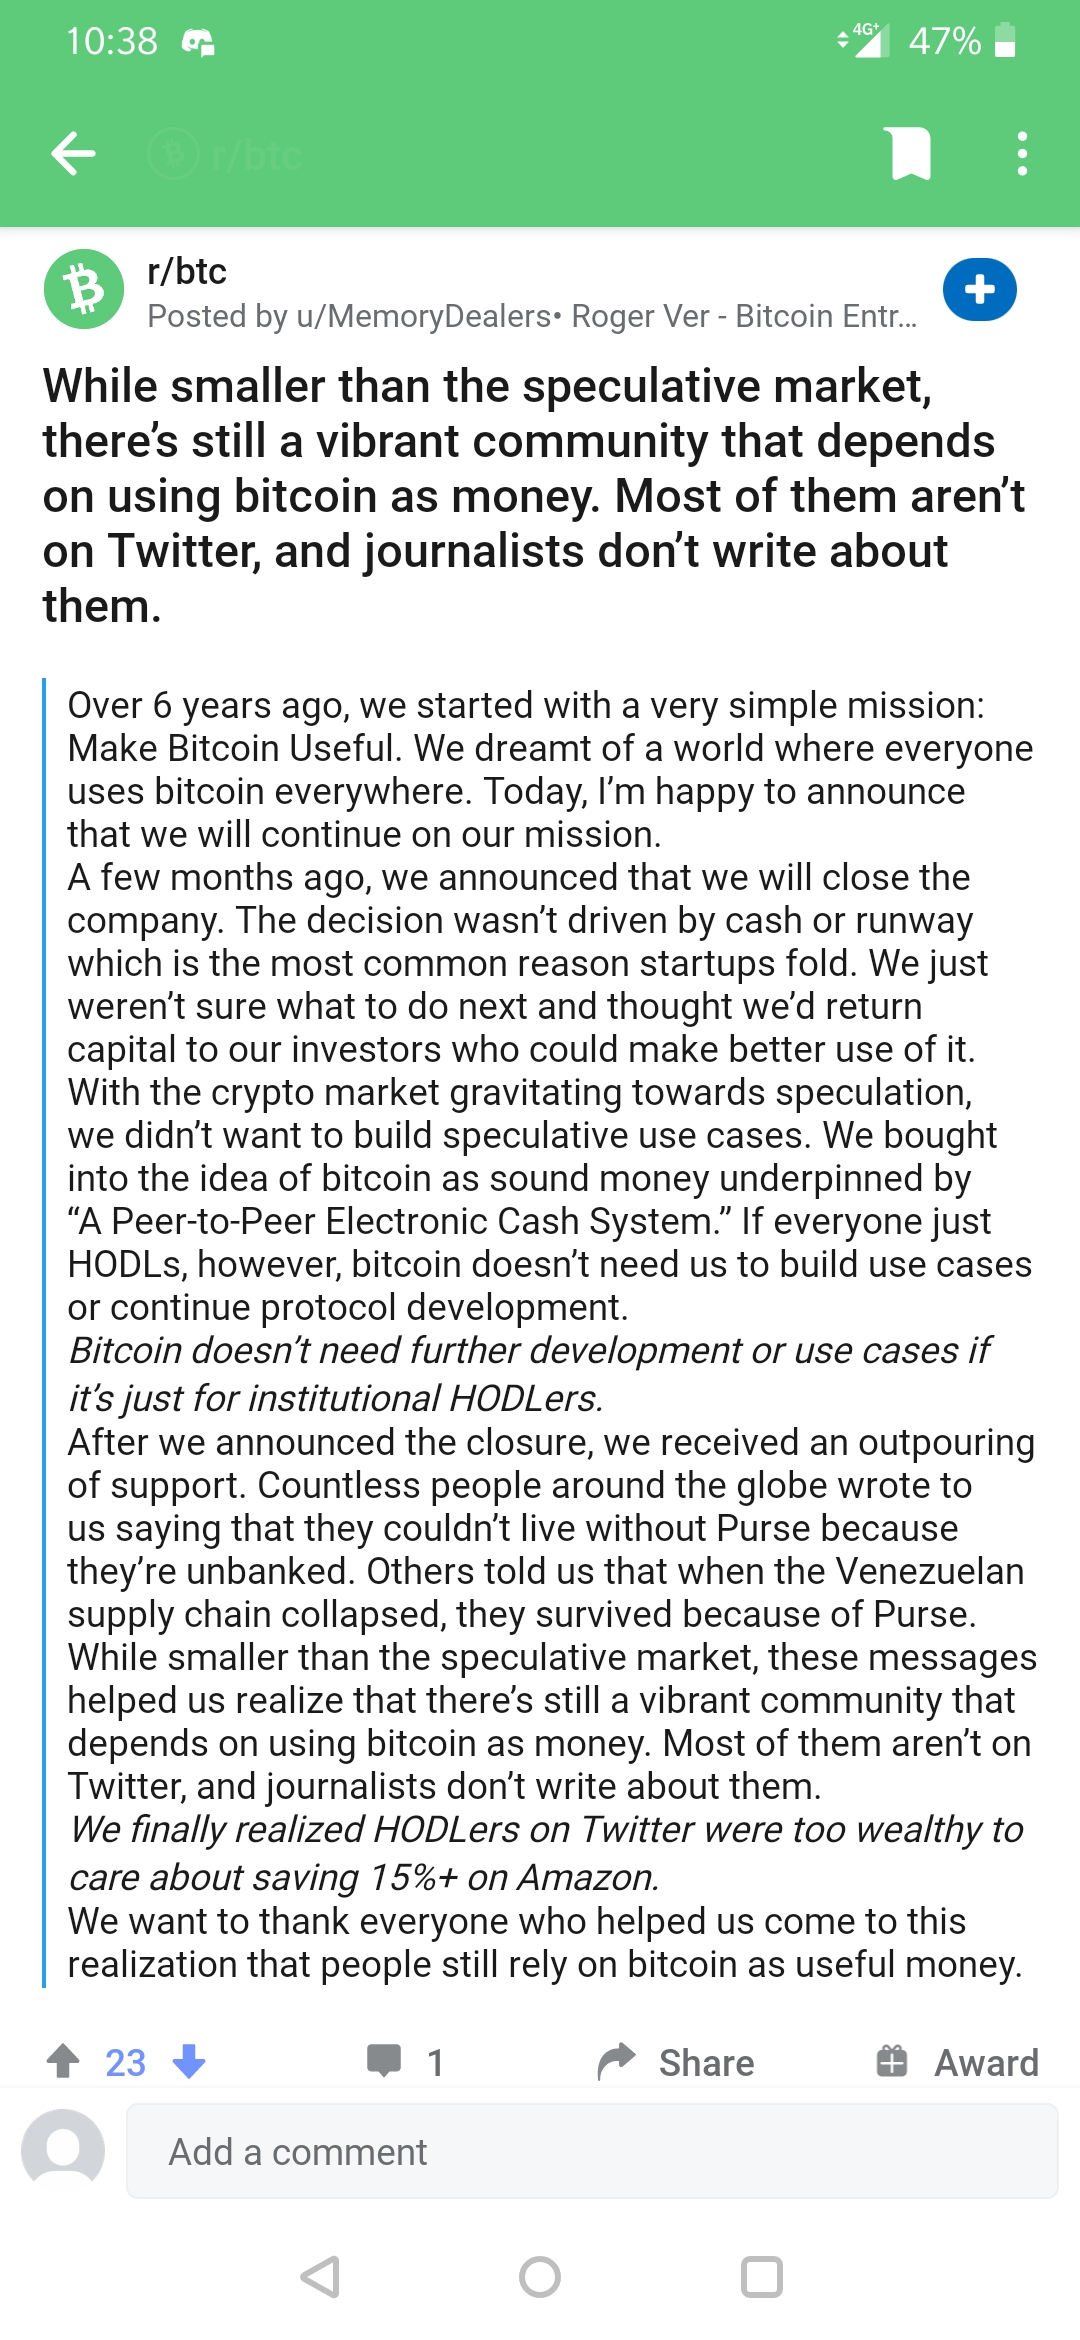 10:38
4G+
47%
r/btc
r/btc
Posted by u/MemoryDealers• Roger Ver - Bitcoin Entr...
While smaller than the speculative market,
there’s still a vibrant community that depends
on using bitcoin as money. Most of them aren’t
on Twitter, and journalists don’t write about
them.
Over 6 years ago, we started with a very simple mission:
Make Bitcoin Useful. We dreamt of a world where everyone
uses bitcoin everywhere. Today, I’m happy to announce
that we will continue on our mission.
A few months ago, we announced that we will close the
company. The decision wasn’t driven by cash or runway
which is the most common reason startups fold. We just
weren’t sure what to do next and thought we’d return
capital to our investors who could make better use of it.
With the crypto market gravitating towards speculation,
we didn’t want to build speculative use cases. We bought
into the idea of bitcoin as sound money underpinned by
“A Peer-to-Peer Electronic Cash System.” If everyone just
HODLs, however, bitcoin doesn’t need us to build use cases
or continue protocol development.
Bitcoin doesn’t need further development or use cases if
it’s just for institutional HODLers.
After we announced the closure, we received an outpouring
of support. Countless people around the globe wrote to
us saying that they couldn’t live without Purse because
they’re unbanked. Others told us that when the Venezuelan
supply chain collapsed, they survived because of Purse.
While smaller than the speculative market, these messages
helped us realize that there’s still a vibrant community that
depends on using bitcoin as money. Most of them aren’t on
Twitter, and journalists don’t write about them.
We finally realized HODLers on Twitter were too wealthy to
care about saving 15%+ on Amazon.
We want to thank everyone who helped us come to this
realization that people still rely on bitcoin as useful money.
23
1
Share
Award
Add a comment